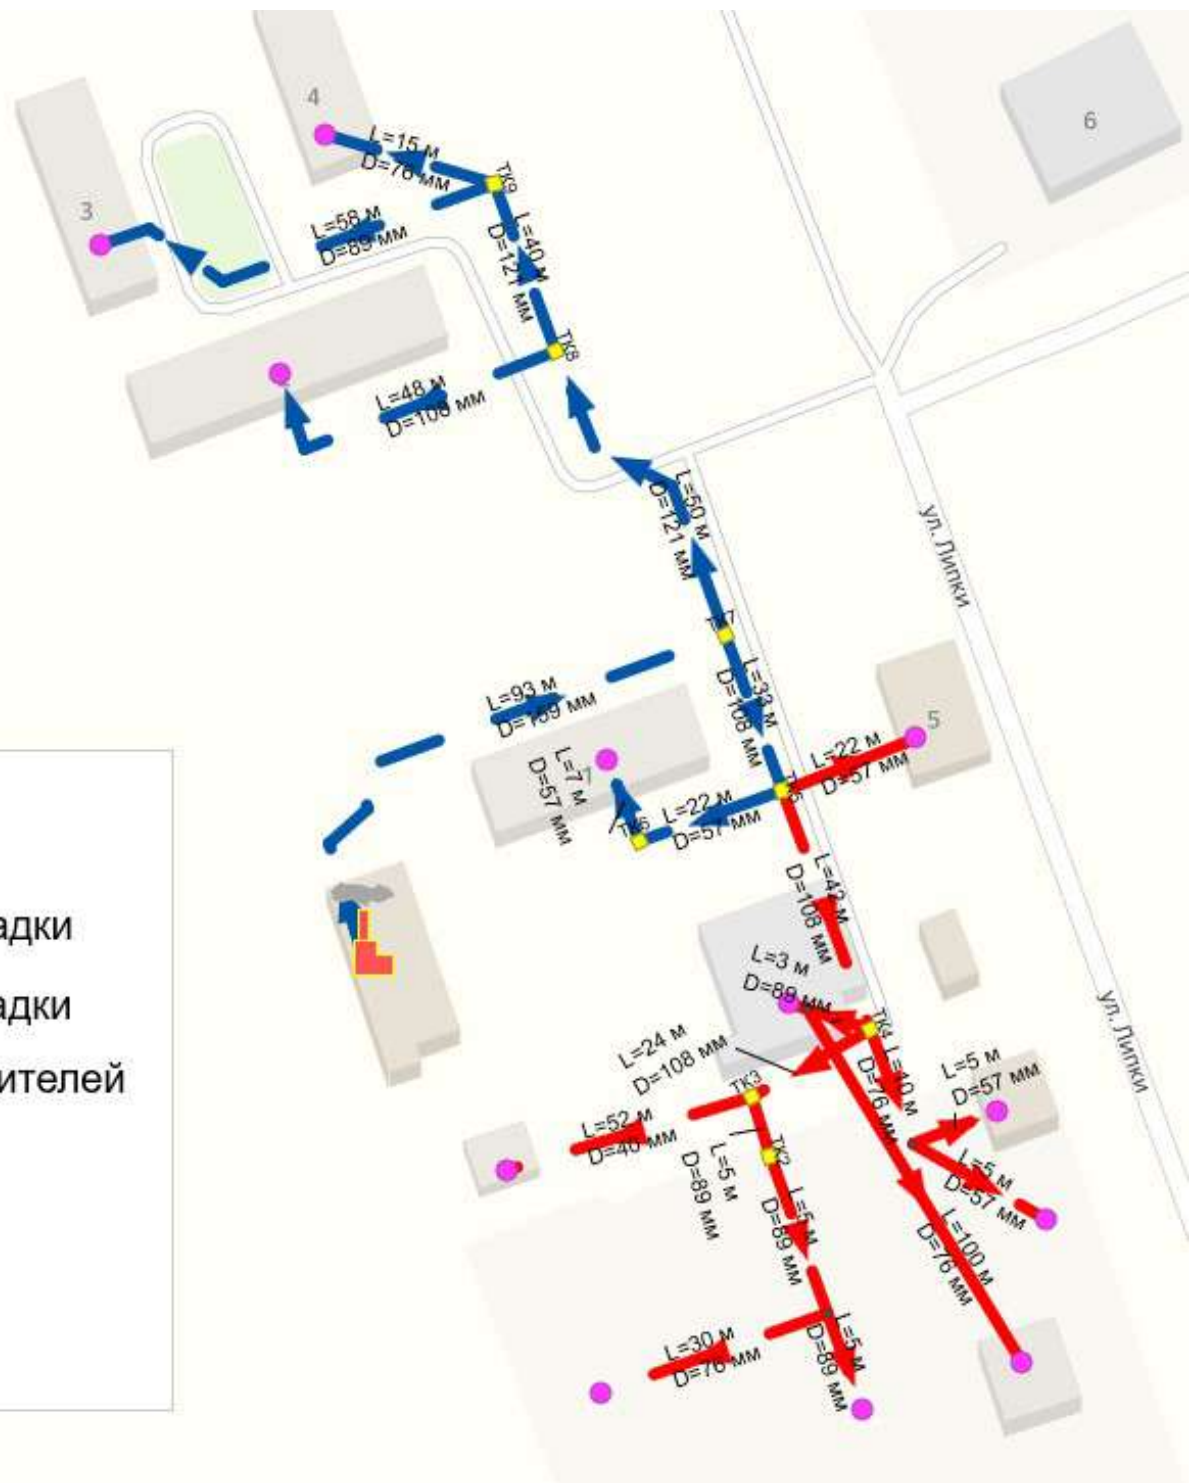 4
6
L=15 м
D=76 мм
ТК9
3
L=58 м
D=89 мм
L=40 м
D=121 мм
ТК8
L=48 м
D=108 мм
L=50 м
D=121 мм
ул. Липки
ТК7
L=93 м
D=159 мм
L=33 м
D=108 мм
5
L=22 м
D=57 мм
L=7 м
D=57 мм
7
ТК5
L=22 м
D=57 мм
ТК6
L=42 м
D=108 мм
адки
L=3 м
D=89 мм
адки
ул. Липки
ТК4
L=24 м
D=108 мм
L=40 м
D=76 мм
L=5 м
D=57 мм
ителей
ТК3
L=52 м
D=40 мм
ТК2
L=5 м
D=89 мм
L=5 м
D=57 мм
L=5 м
D=89 мм
L=100 м
D=76 мм
L=30 м
D=76 мм
L=5 м
D=89 мм